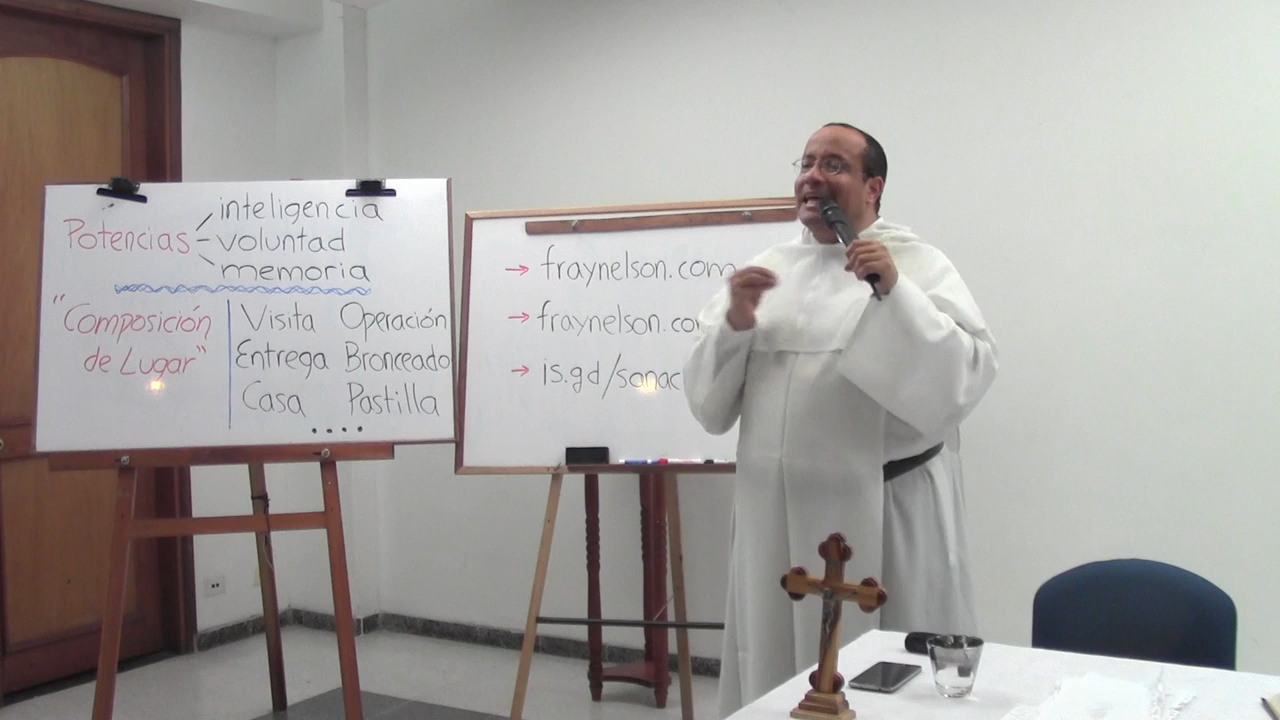 Potencias
inteligencia
voluntad
memoria
"Composición
de Lugar"
Visita Operación
Entrega Bronceado
Casa Pastilla
....
→ fraynelson.com
→ fraynelson.co
→ is.gd/sonac